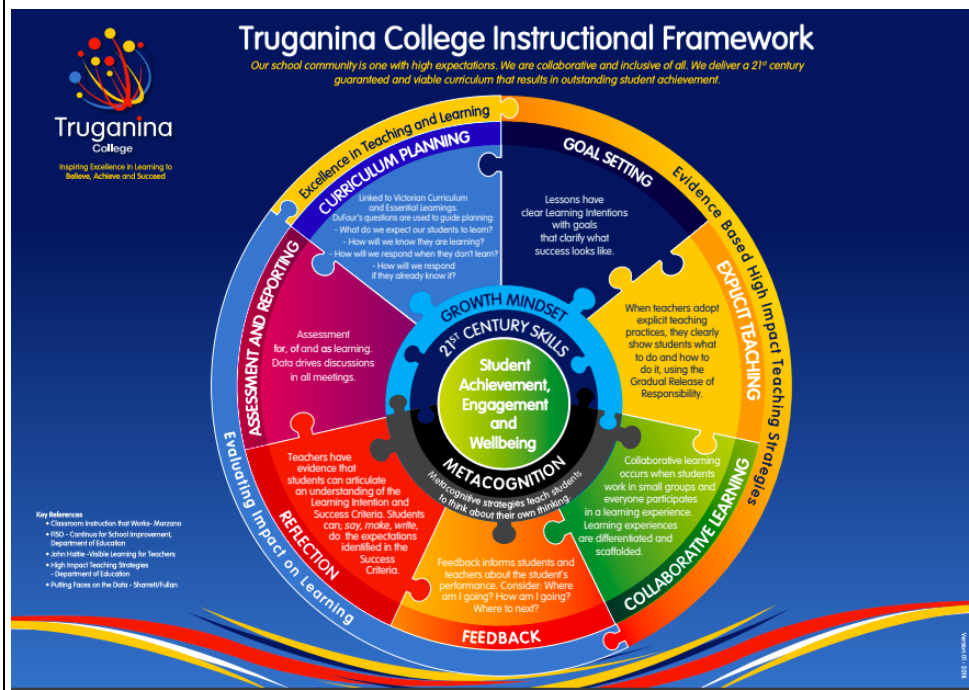 Truganina College Instructional Framework
Our school community is one with high expectations. We are collaborative and inclusive of all. We deliver a 21st century
guaranteed and viable curriculum that results in outstanding student achievement.
Truganina
College
Inspiring Excellence in Learning to
Believe, Achieve and Succeed
Excellence in Teaching and Learning
CURRICULUM PLANNING
Linked to Victorian Curriculum
and Essential Learnings.
DuFour's questions are used to guide planning:
- What do we expect our students to learn?
- How will we know they are learning?
- How will we respond when they don't learn?
- How will we respond
if they already know it?
GOAL SETTING
Lessons have
clear Learning Intentions
with goals
that clarify what
success looks like.
Evidence Based High Impact Teaching Strategies
EXPLICIT TEACHING
When teachers adopt
explicit teaching
practices, they clearly
show students what
to do and how to
do it, using the
Gradual Release of
Responsibility.
COLLABORATIVE LEARNING
Collaborative learning
occurs when students
work in small groups and
everyone participates
in a learning experience.
Learning experiences
are differentiated and
scaffolded.
FEEDBACK
Feedback informs students and
teachers about the student's
performance. Consider: Where
am I going? How am I going?
Where to next?
Evaluating Impact on Learning
REFLECTION
Teachers have
evidence that
students can articulate
an understanding of the
Learning Intention and
Success Criteria. Students
can; say, make, write,
do the expectations
identified in the
Success
Criteria.
ASSESSMENT AND REPORTING
Assessment
for, of and as learning.
Data drives discussions
in all meetings.
GROWTH MINDSET
21ST CENTURY SKILLS
Student
Achievement,
Engagement
and
Wellbeing
METACOGNITION
Metacognitive strategies teach students
to think about their own thinking.
Key References
• Classroom Instruction that Works- Marzano
• FISO - Continua for School Improvement,
Department of Education
• John Hattie -Visible Learning for Teachers
• High Impact Teaching Strategies
- Department of Education
• Putting Faces on the Data - Sharratt/Fullan